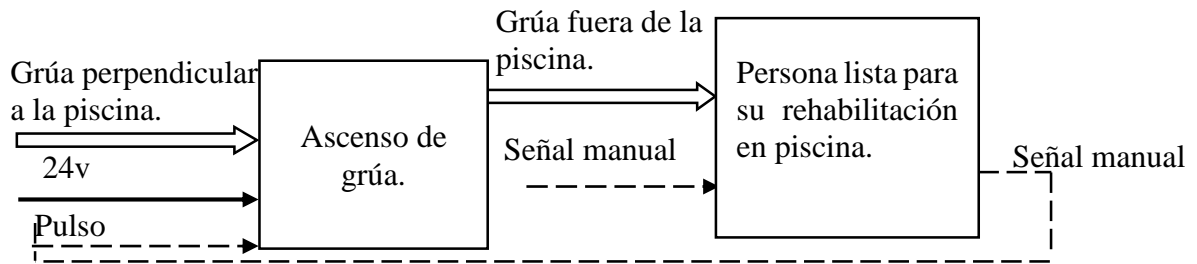 Grúa perpendicular
a la piscina.
24v
Pulso
Ascenso de
grúa.
Grúa fuera de la
piscina.
Señal manual
Persona lista para
su rehabilitación
en piscina.
Señal manual